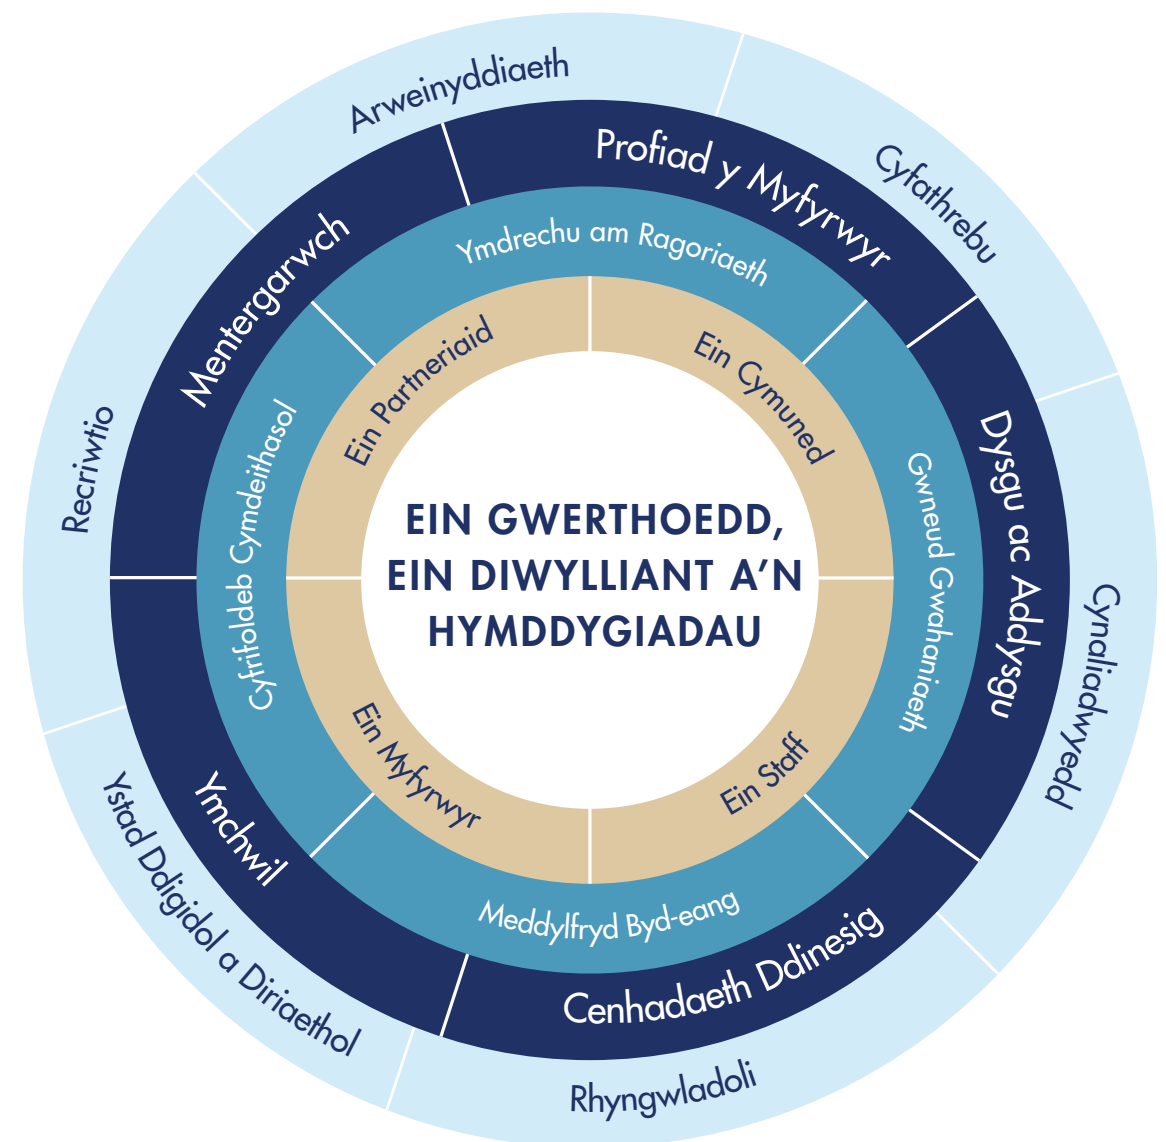 EIN GWERTHOEDD,
EIN DIWYLLIANT A’N
HYMDDYGIADAU
Ein Partneriaid
Ein Cymuned
Ein Staff
Ein Myfyrwyr
Ymdrechu am Ragoriaeth
Gwneud Gwahaniaeth
Meddylfryd Byd-eang
Cyfrifoldeb Cymdeithasol
Profiad y Myfyrwyr
Dysgu ac Addysgu
Cenhadaeth Ddinesig
Ymchwil
Mentergarwch
Arweinyddiaeth
Cyfathrebu
Cynaliadwyedd
Rhyngwladoli
Ystad Ddigidol a Diriaethol
Recriwtio